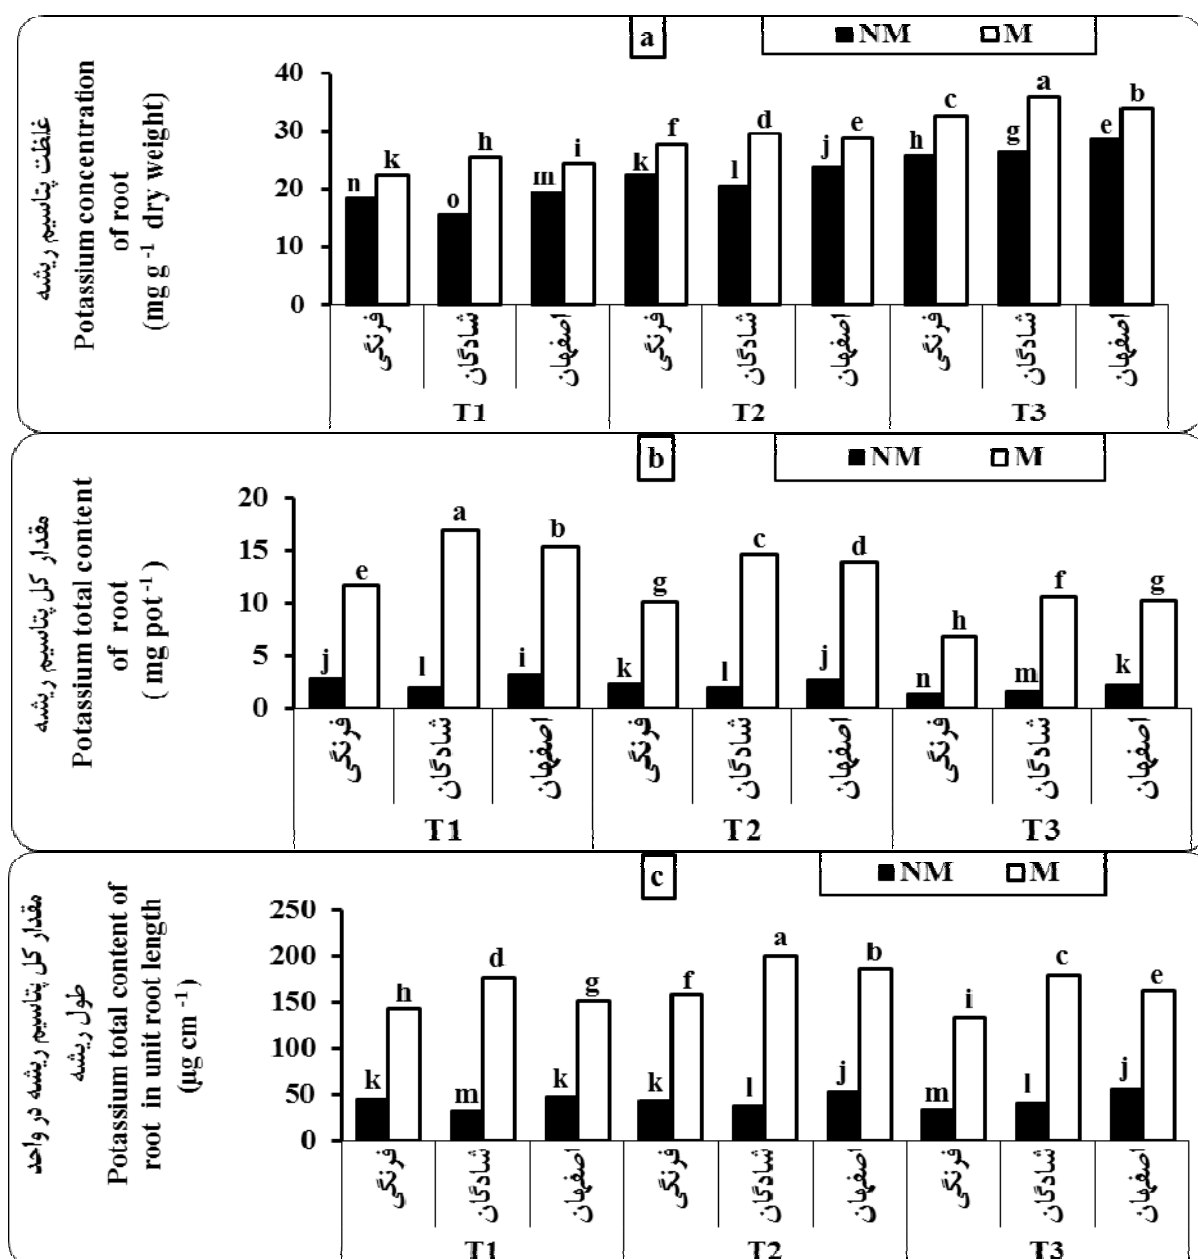 a
NM M
غلظت پتاسیم ریشه
Potassium concentration
of root
(mg g -1 dry weight)
40
30
20
10
0
n k o h m i k f l d j e h c g a e b
فرنگی شادگان اصفهان فرنگی شادگان اصفهان فرنگی شادگان اصفهان
T1 T2 T3
b
NM M
مقدار کل پتاسیم ریشه
Potassium total content
of root
( mg pot -1 )
20
15
10
5
0
j e l a i b k g l c j d n h m f k g
فرنگی شادگان اصفهان فرنگی شادگان اصفهان فرنگی شادگان اصفهان
T1 T2 T3
c
NM M
مقدار کل پتاسیم ریشه در واحد
طول ریشه
Potassium total content of
root in unit root length
(µg cm -1)
250
200
150
100
50
0
k h m d k g k f l a j b m i l c j e
فرنگی شادگان اصفهان فرنگی شادگان اصفهان فرنگی شادگان اصفهان
T1 T2 T3